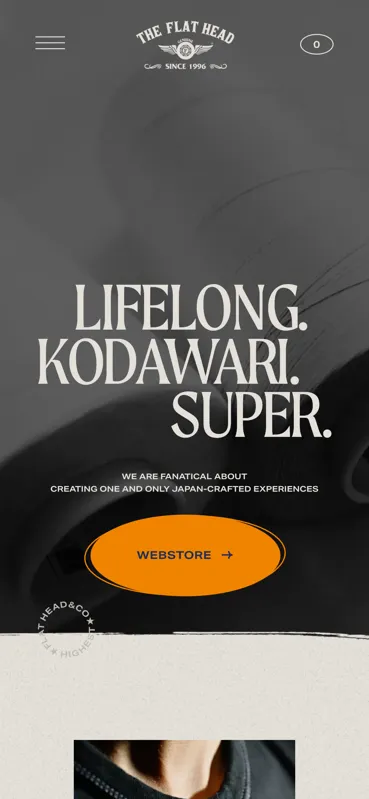 THE FLAT HEAD
SINCE 1996
0
LIFELONG.
KODAWARI.
SUPER.
WE ARE FANATICAL ABOUT
CREATING ONE AND ONLY JAPAN-CRAFTED EXPERIENCES
WEBSTORE →
FLAT HEAD&CO ★ HIGHEST ★